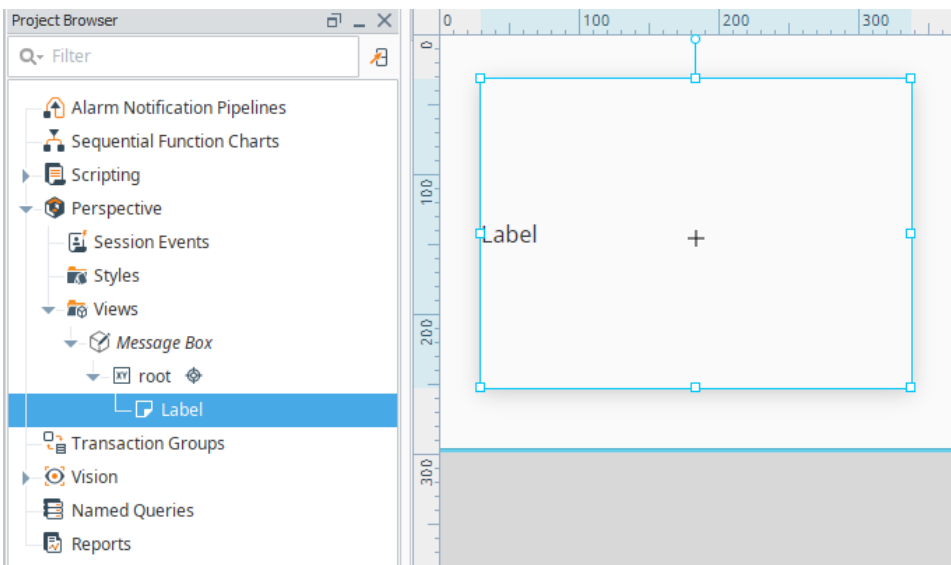 Project Browser
Filter
Alarm Notification Pipelines
Sequential Function Charts
Scripting
Perspective
Session Events
Styles
Views
Message Box
XY root
Label
Transaction Groups
Vision
Named Queries
Reports
0 100 200 300
0
100
200
300
Label